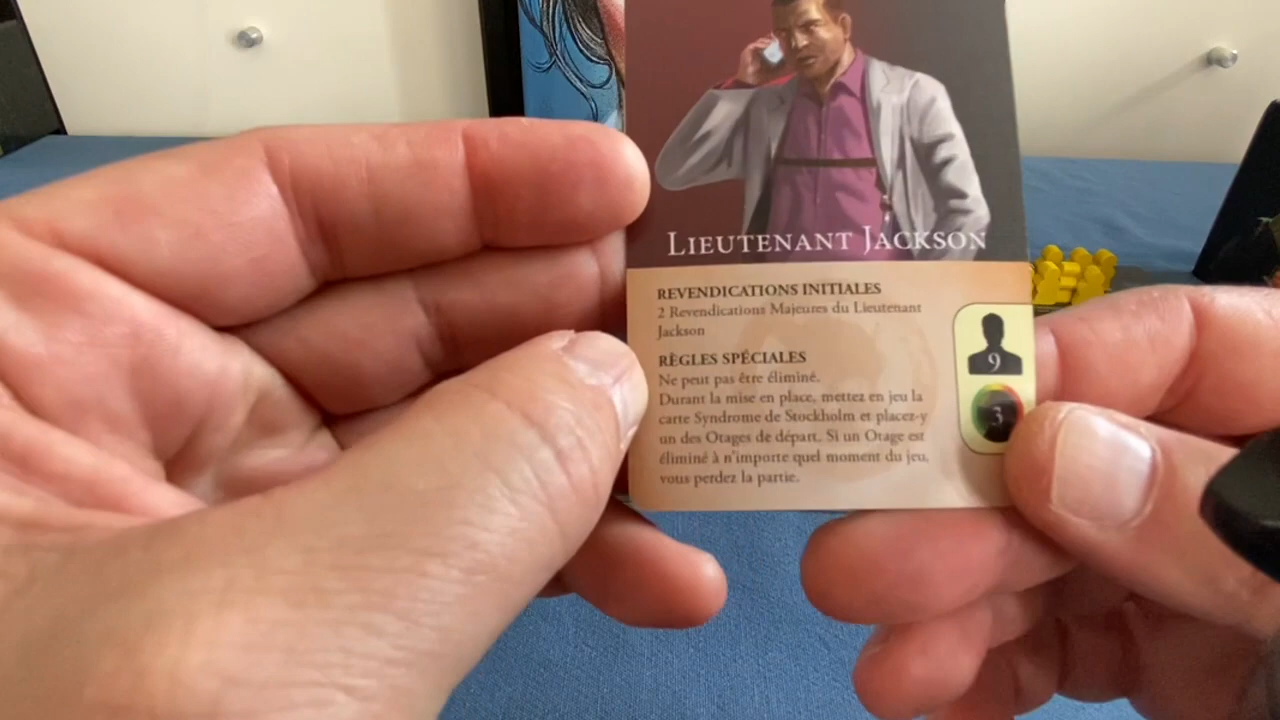 LIEUTENANT JACKSON
REVENDICATIONS INITIALES
2 Revendications Majeures du Lieutenant
Jackson
RÈGLES SPÉCIALES
Ne peut pas être éliminé.
Durant la mise en place, mettez en jeu la
carte Syndrome de Stockholm et placez-y
un des Otages de départ. Si un Otage est
éliminé à n'importe quel moment du jeu,
vous perdez la partie.
9
3